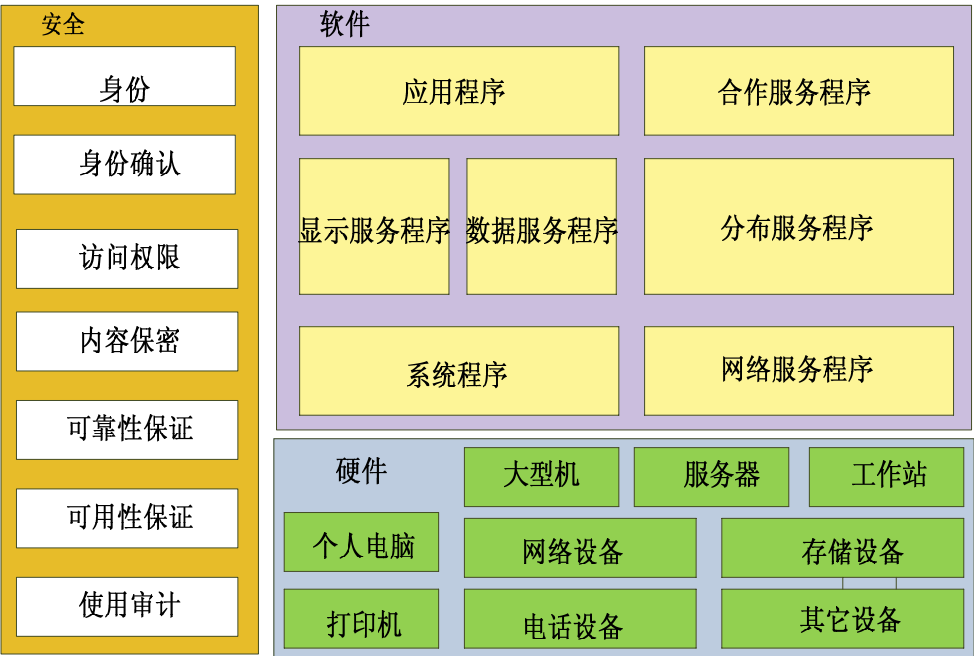 安全
身份
身份确认
访问权限
内容保密
可靠性保证
可用性保证
使用审计
软件
应用程序
合作服务程序
显示服务程序
数据服务程序
分布服务程序
系统程序
网络服务程序
硬件
大型机
服务器
工作站
个人电脑
网络设备
存储设备
打印机
电话设备
其它设备